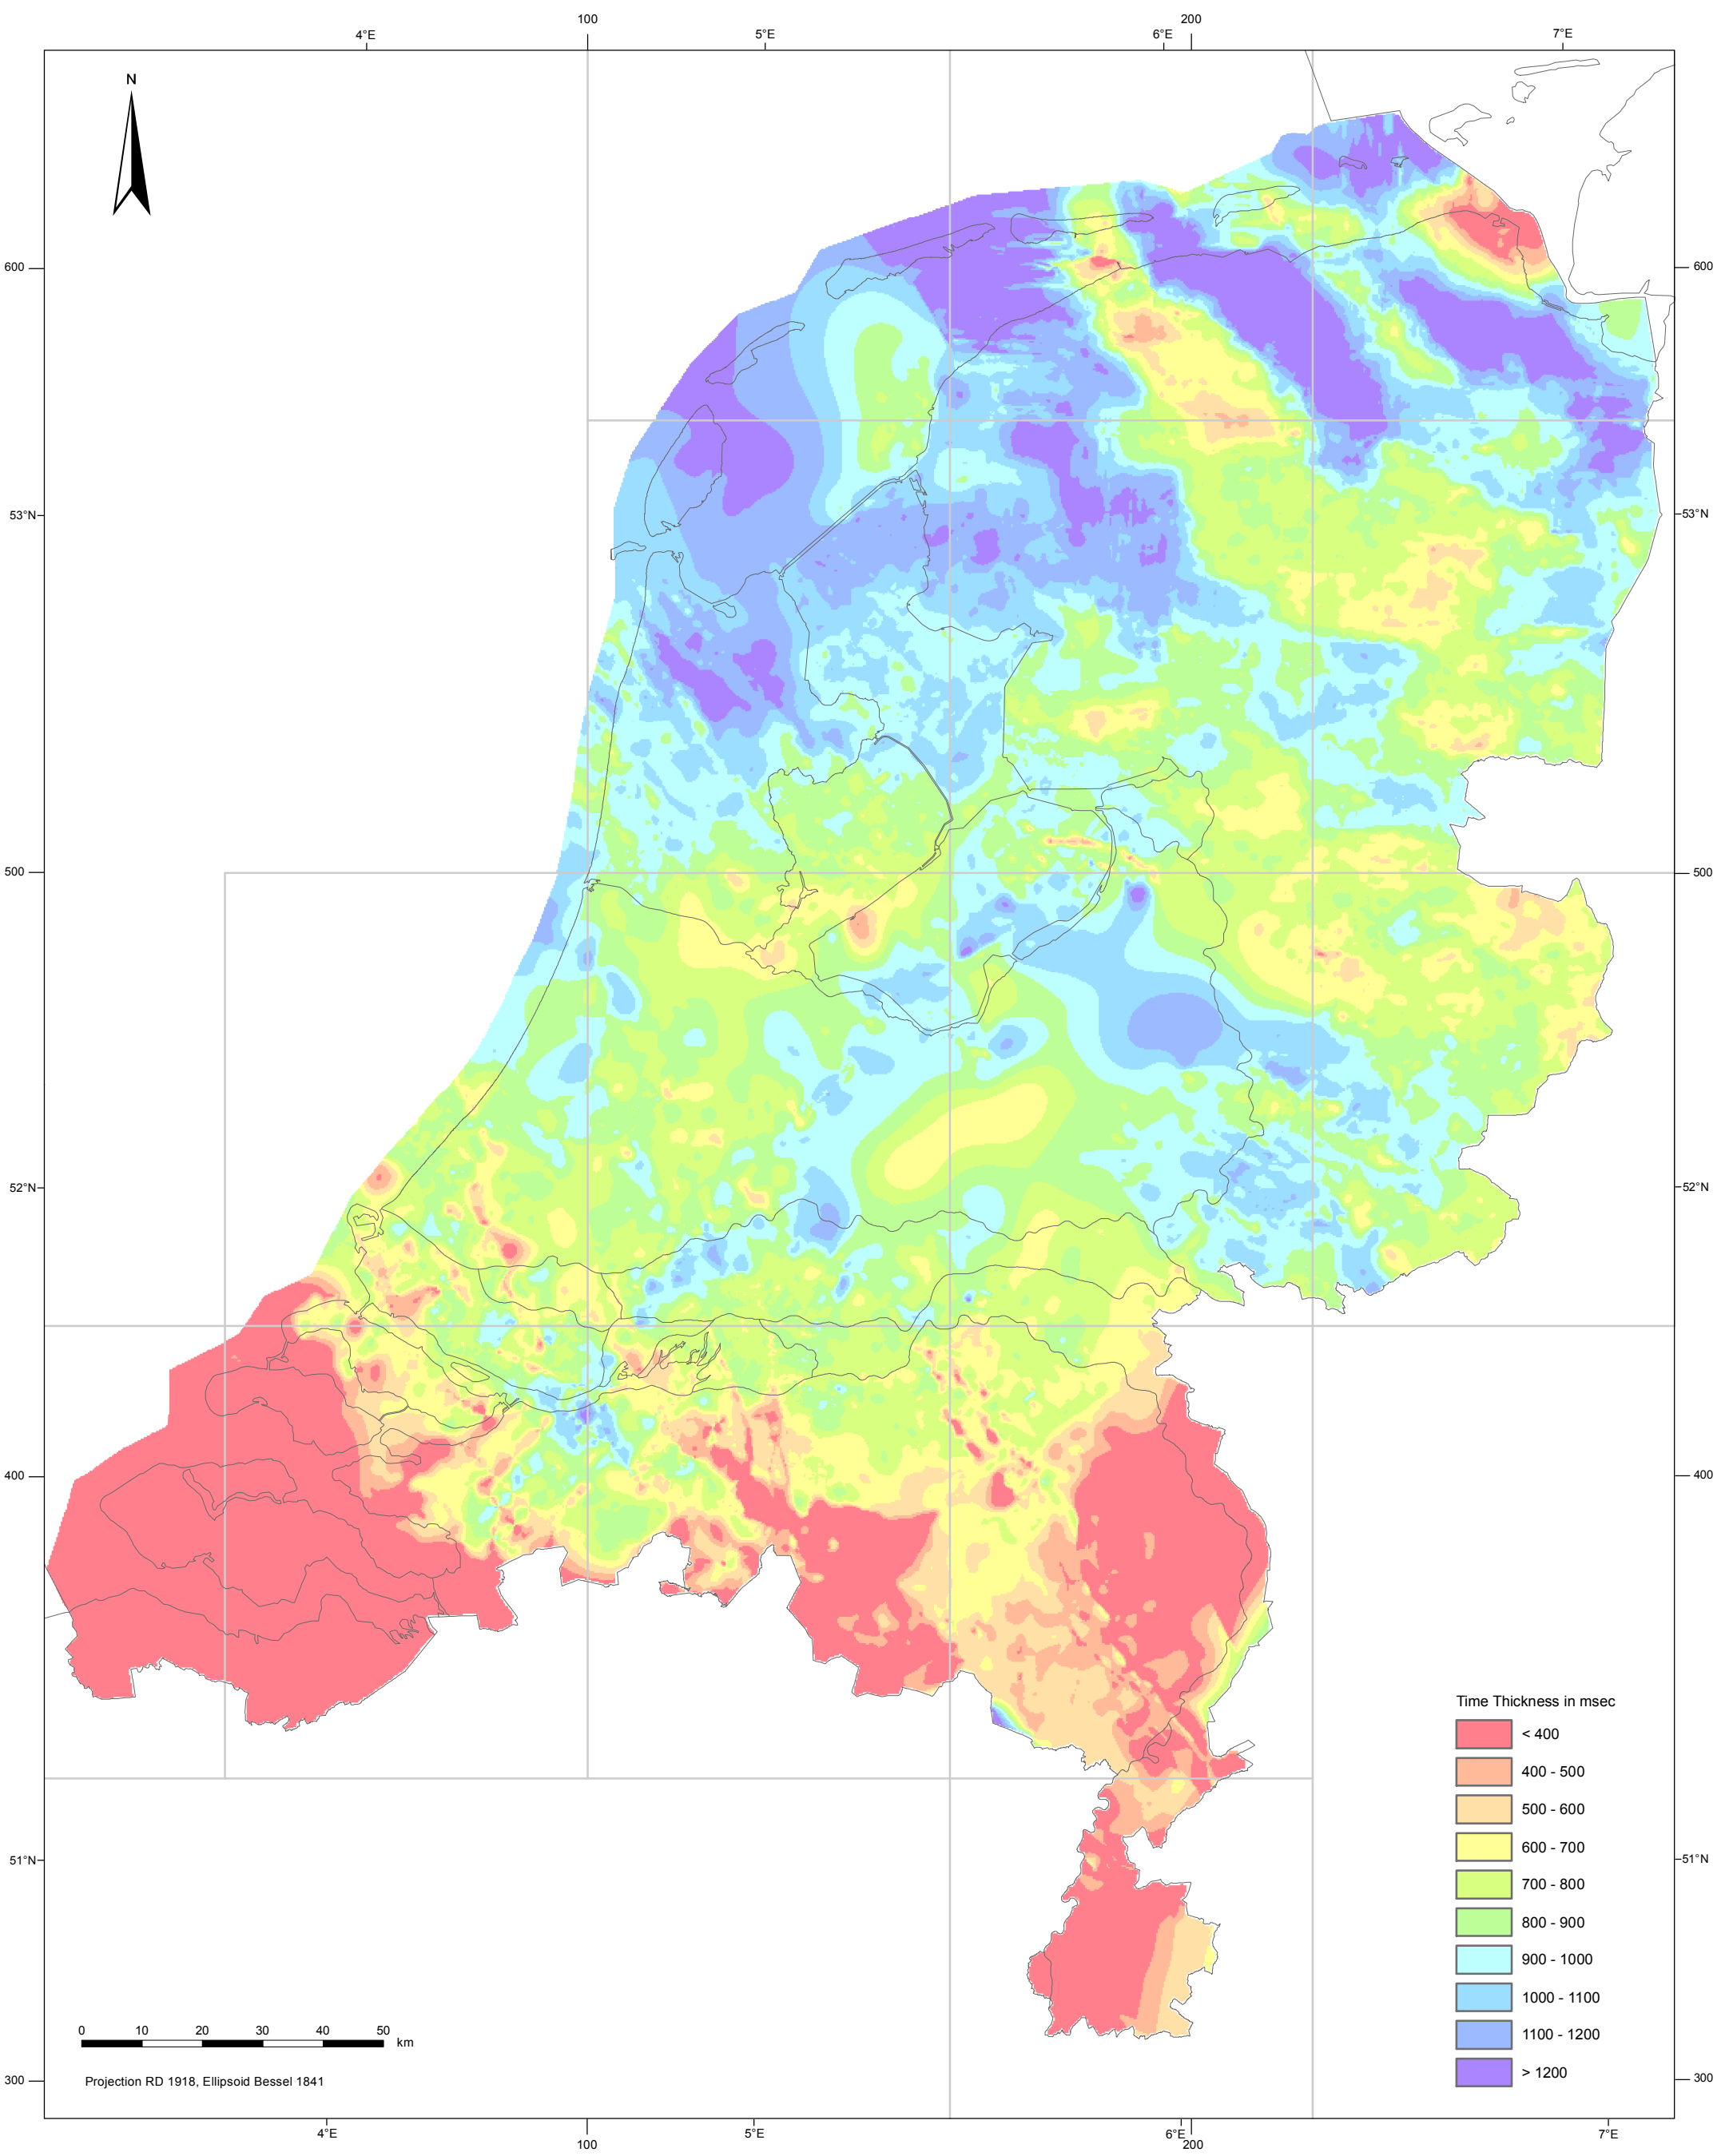 100
200
4°E
5°E
6°E
7°E
N
600
600
53°N
53°N
500
500
52°N
52°N
400
400
Time Thickness in msec
< 400
400 - 500
500 - 600
600 - 700
700 - 800
800 - 900
900 - 1000
1000 - 1100
1100 - 1200
> 1200
51°N
51°N
0 10 20 30 40 50
km
Projection RD 1918, Ellipsoid Bessel 1841
300
300
4°E
5°E
6°E
7°E
100
200